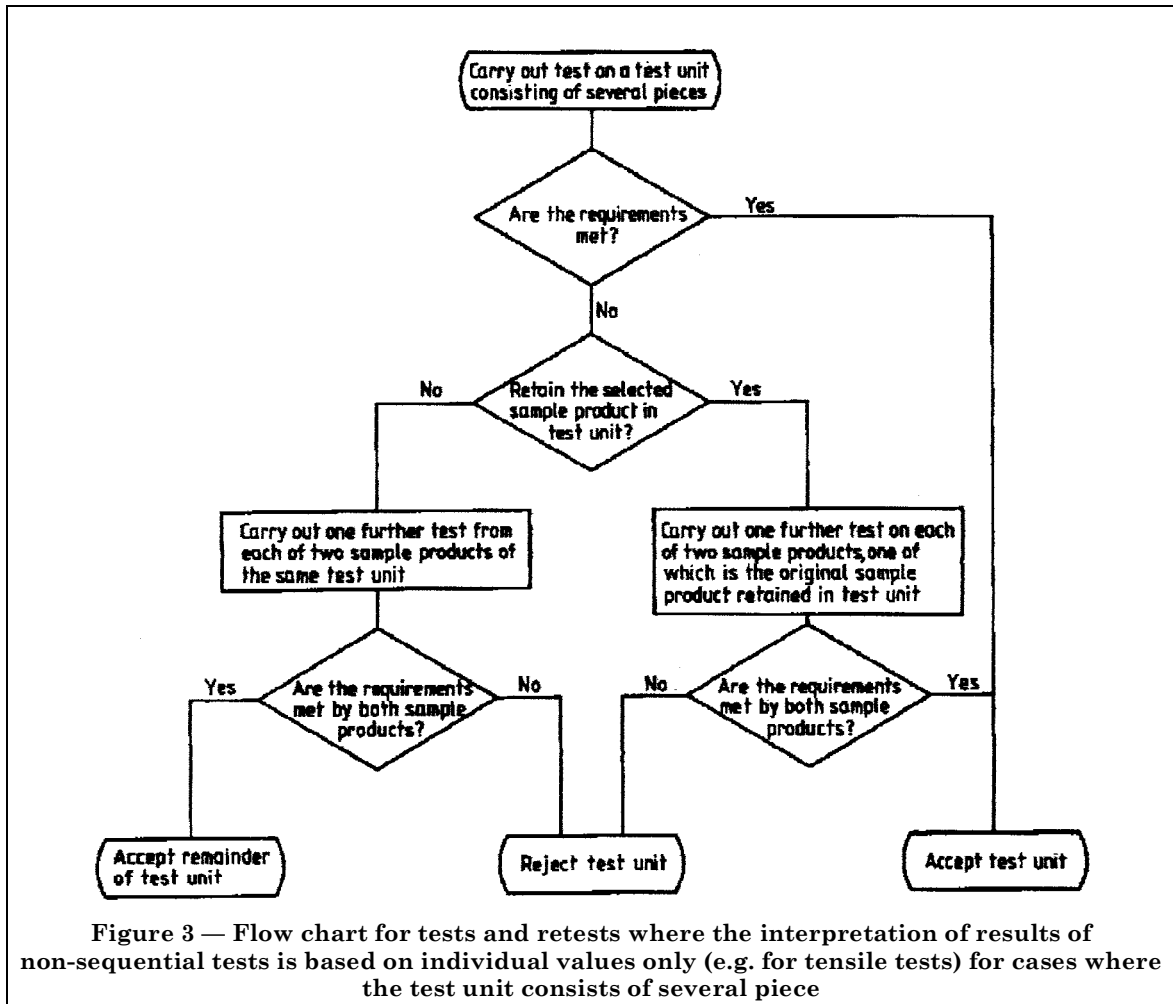 Carry out test on a test unit
consisting of several pieces
Are the requirements
met?
Yes
No
Retain the selected
sample product in
test unit?
No
Yes
Carry out one further test from
each of two sample products of
the same test unit
Carry out one further test on each
of two sample products, one of
which is the original sample
product retained in test unit
Yes
Are the requirements
met by both sample
products?
No
No
Are the requirements
met by both sample
products?
Yes
Accept remainder
of test unit
Reject test unit
Accept test unit
Figure 3 — Flow chart for tests and retests where the interpretation of results of
non-sequential tests is based on individual values only (e.g. for tensile tests) for cases where
the test unit consists of several piece